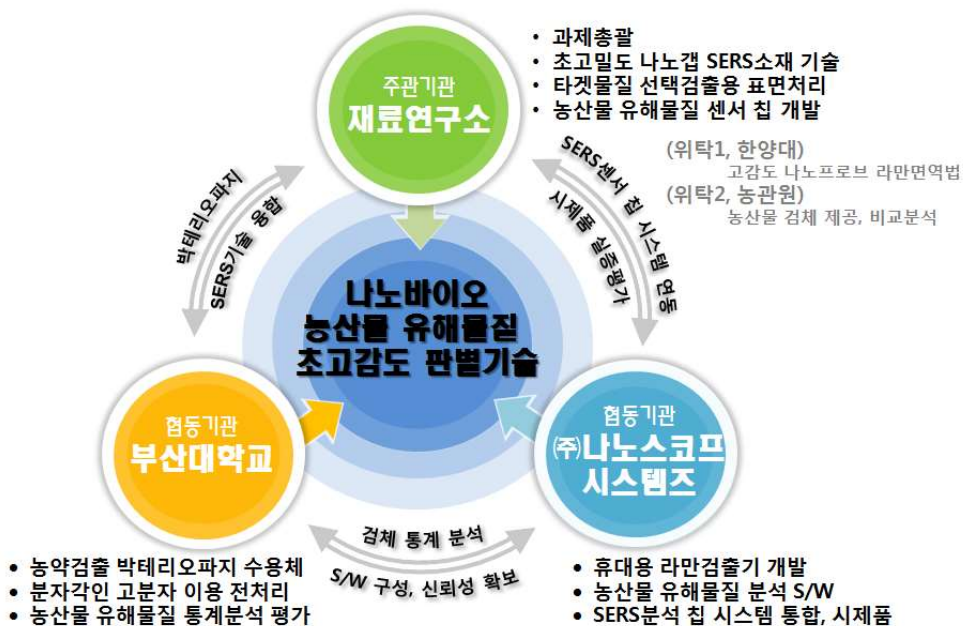 • 과제총괄
• 초고밀도 나노갭 SERS소재 기술
• 타겟물질 선택검출용 표면처리
• 농산물 유해물질 센서 칩 개발
(위탁1, 한양대)
고감도 나노프로브 라만면역법
(위탁2, 농관원)
농산물 검체 제공, 비교분석
주관기관
재료연구소
박테리오파지
SERS기술 융합
SERS센서 칩 시스템 연동
시제품 실증평가
나노바이오
농산물 유해물질
초고감도 판별기술
협동기관
부산대학교
협동기관
㈜나노스코프
시스템즈
검체 통계 분석
S/W 구성, 신뢰성 확보
• 농약검출 박테리오파지 수용체
• 분자각인 고분자 이용 전처리
• 농산물 유해물질 통계분석 평가
• 휴대용 라만검출기 개발
• 농산물 유해물질 분석 S/W
• SERS분석 칩 시스템 통합, 시제품